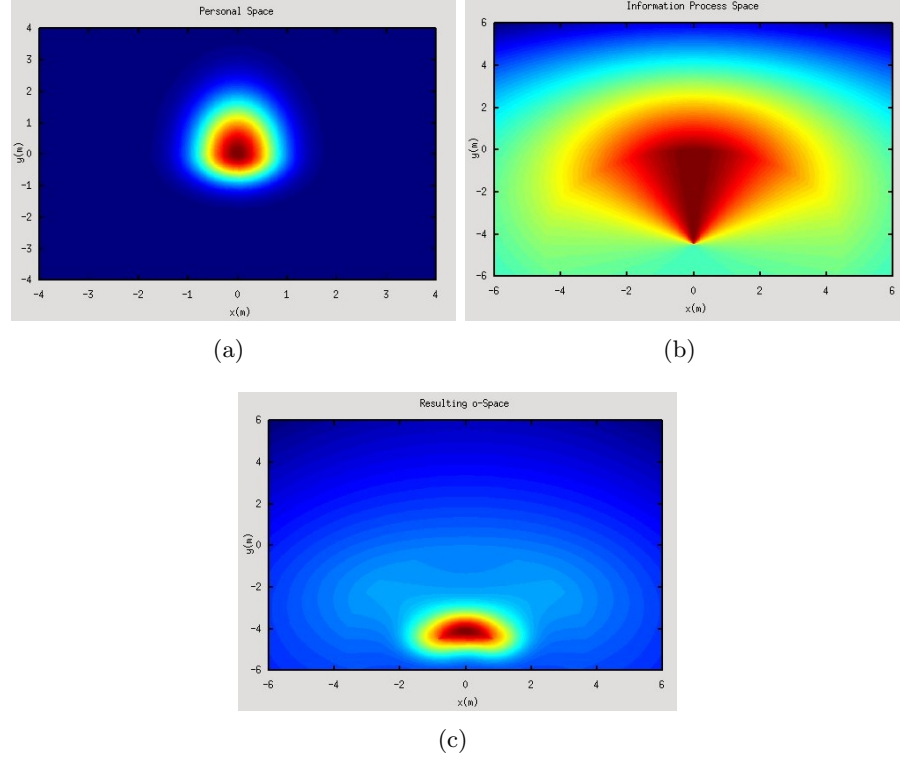 Personal Space
4
3
2
1
0
-1
-2
-3
-4
y(m)
-4 -3 -2 -1 0 1 2 3 4
x(m)
(a)
Information Process Space
6
4
2
0
-2
-4
-6
y(m)
-6 -4 -2 0 2 4 6
x(m)
(b)
Resulting o-Space
6
4
2
0
-2
-4
-6
y(m)
-6 -4 -2 0 2 4 6
x(m)
(c)